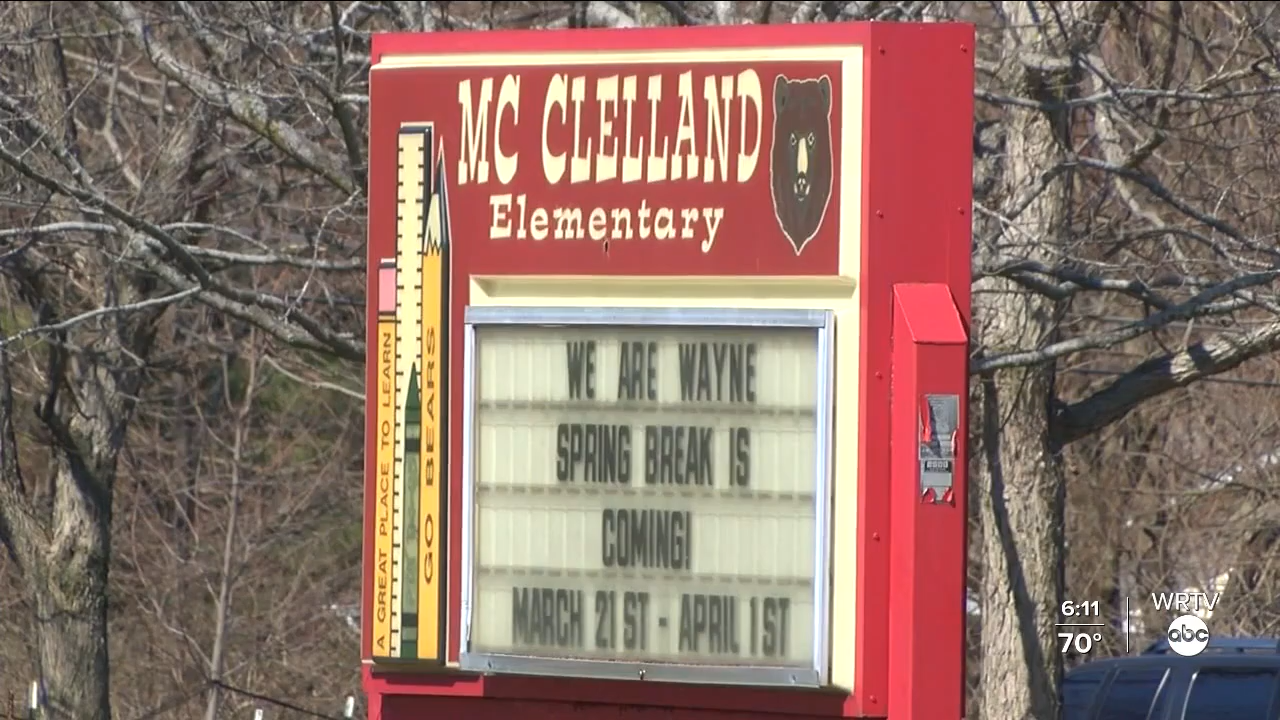 MC CLELLAND
Elementary
A GREAT PLACE TO LEARN
GO BEARS
WE ARE WAYNE
SPRING BREAK IS
COMING!
MARCH 21ST - APRIL 1ST
6:11
70°
WRTV
abc